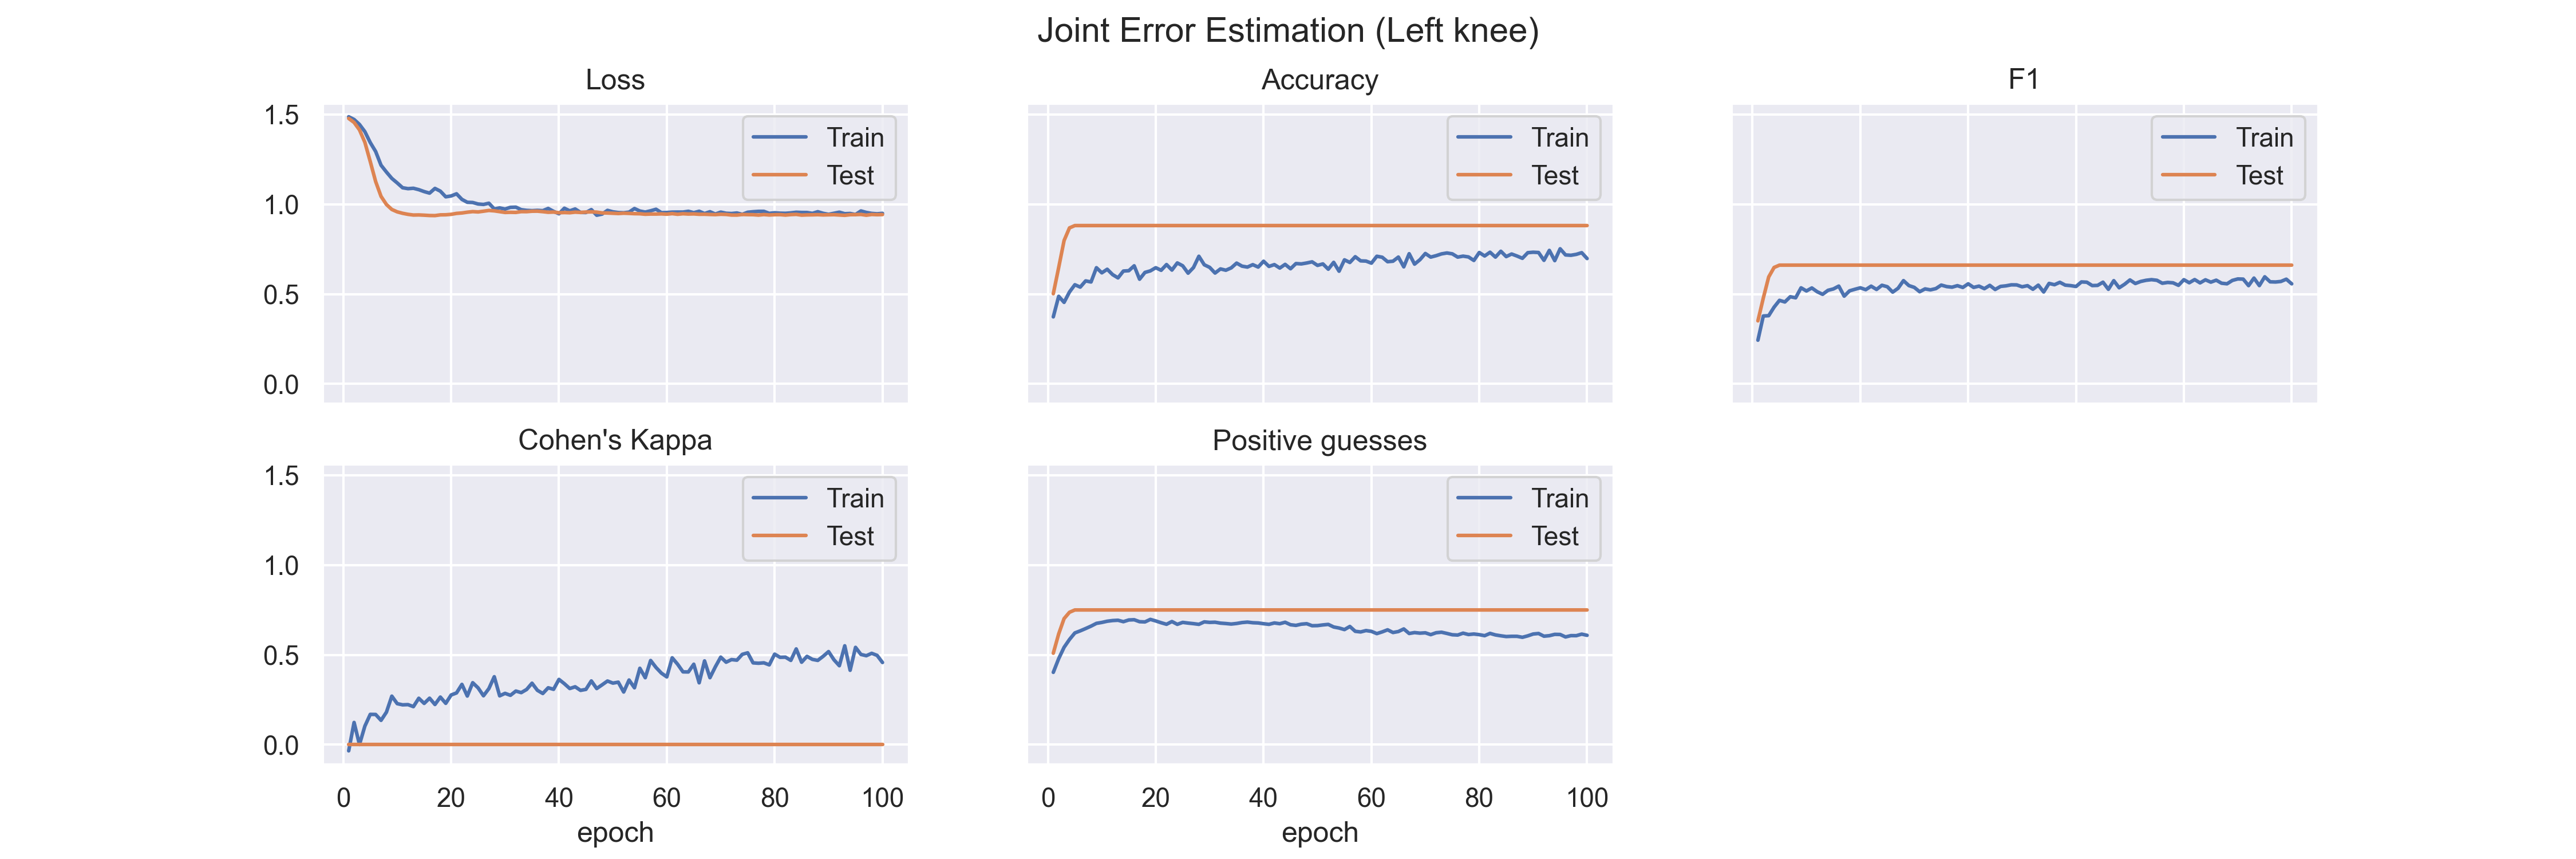 Joint Error Estimation (Left knee)
Loss
Accuracy
F1
1.5
1.0
0.5
0.0
Train
Test
Train
Test
Train
Test
Cohen's Kappa
Positive guesses
1.5
1.0
0.5
0.0
Train
Test
Train
Test
0 20 40 60 80 100
0 20 40 60 80 100
epoch
epoch